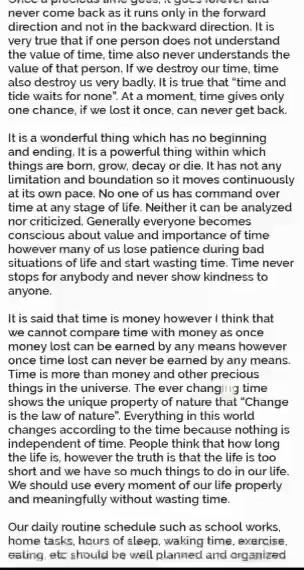 Once a precious time goes, it goes forever and
never come back as it runs only in the forward
direction and not in the backward direction. It is
very true that if one person does not understand
the value of time, time also never understands the
value of that person. If we destroy our time, time
also destroy us very badly. It is true that “time and
tide waits for none”. At a moment, time gives only
one chance, if we lost it once, can never get back.

It is a wonderful thing which has no beginning
and ending. It is a powerful thing within which
things are born, grow, decay or die. It has not any
limitation and boundation so it moves continuously
at its own pace. No one of us has command over
time at any stage of life. Neither it can be analyzed
nor criticized. Generally everyone becomes
conscious about value and importance of time
however many of us lose patience during bad
situations of life and start wasting time. Time never
stops for anybody and never show kindness to
anyone.

It is said that time is money however I think that
we cannot compare time with money as once
money lost can be earned by any means however
once time lost can never be earned by any means.
Time is more than money and other precious
things in the universe. The ever changing time
shows the unique property of nature that “Change
is the law of nature”. Everything in this world
changes according to the time because nothing is
independent of time. People think that how long
the life is, however the truth is that the life is too
short and we have so much things to do in our life.
We should use every moment of our life properly
and meaningfully without wasting time.

Our daily routine schedule such as school works,
home tasks, hours of sleep, waking time, exercise,
eating, etc should be well planned and organized